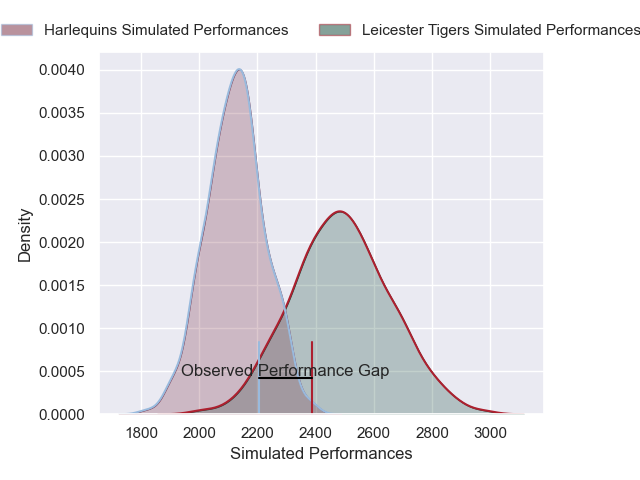 Harlequins Simulated Performances
Leicester Tigers Simulated Performances
0.0040
0.0035
0.0030
0.0025
0.0020
0.0015
0.0010
0.0005
0.0000
Density
Observed Performance Gap
1800 2000 2200 2400 2600 2800 3000
Simulated Performances